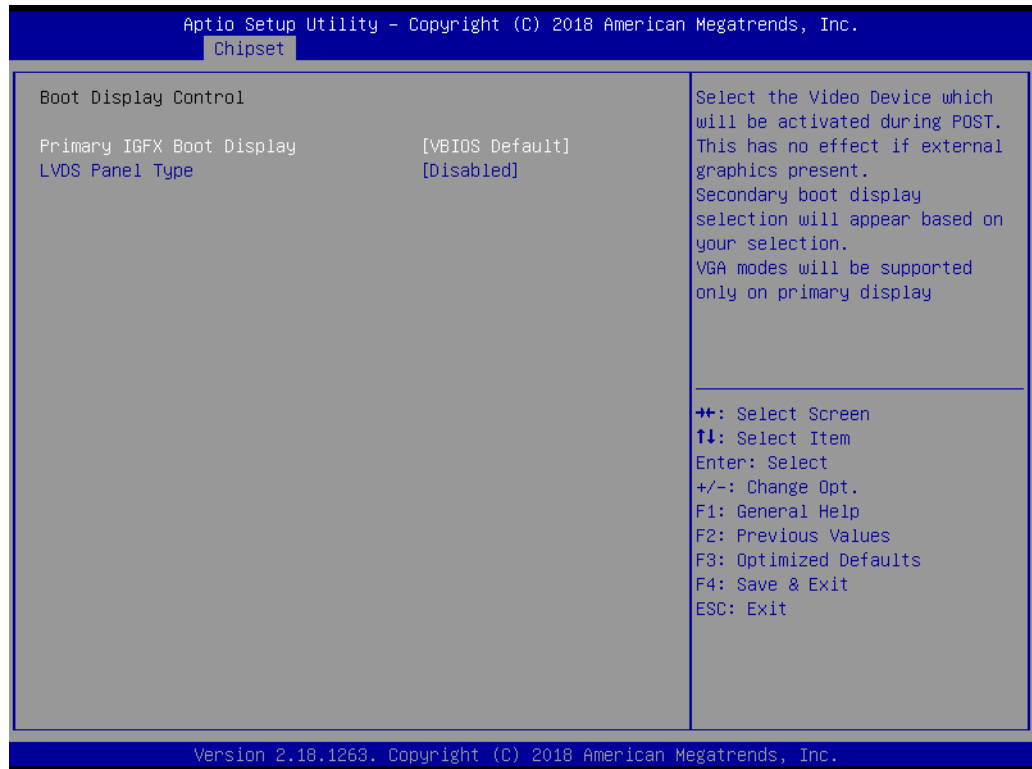 Aptio Setup Utility – Copyright (C) 2018 American Megatrends, Inc.
Chipset
Boot Display Control
Primary IGFX Boot Display [VBIOS Default]
LVDS Panel Type [Disabled]
Select the Video Device which
will be activated during POST.
This has no effect if external
graphics present.
Secondary boot display
selection will appear based on
your selection.
VGA modes will be supported
only on primary display
→←: Select Screen
↑↓: Select Item
Enter: Select
+/-: Change Opt.
F1: General Help
F2: Previous Values
F3: Optimized Defaults
F4: Save & Exit
ESC: Exit
Version 2.18.1263. Copyright (C) 2018 American Megatrends, Inc.